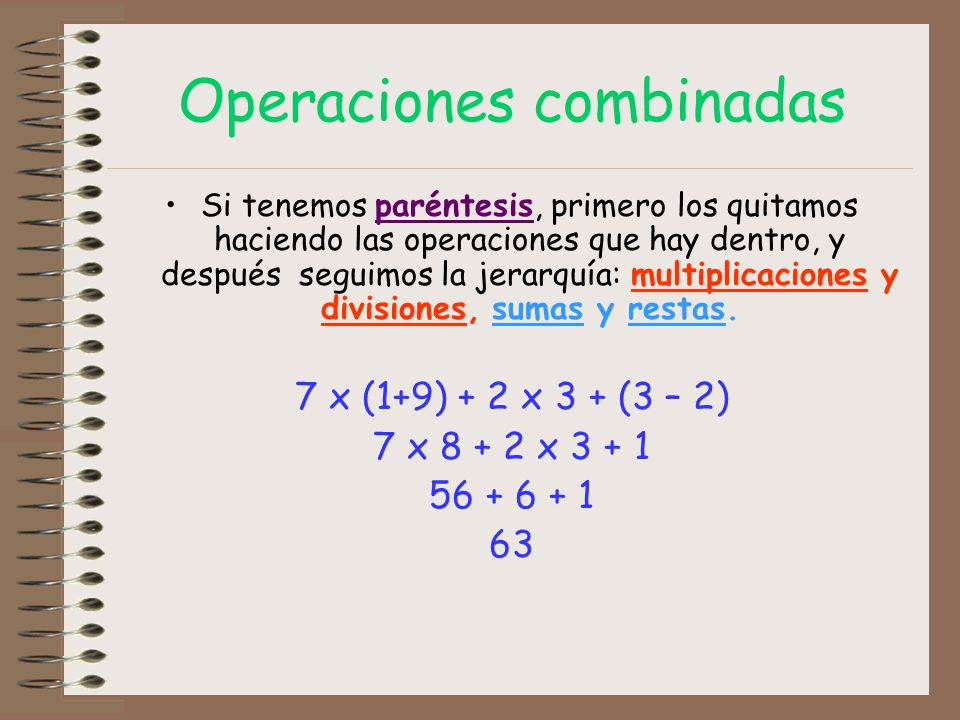 Operaciones combinadas
• Si tenemos paréntesis, primero los quitamos
haciendo las operaciones que hay dentro, y
después seguimos la jerarquía: multiplicaciones y
divisiones, sumas y restas.
7 x (1+9) + 2 x 3 + (3 – 2)
7 x 8 + 2 x 3 + 1
56 + 6 + 1
63